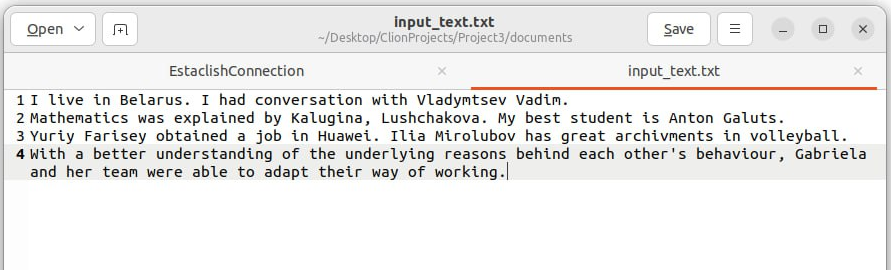 Open
input_text.txt
~/Desktop/ClionProjects/Project3/documents
Save
EstaclishConnection
input_text.txt
1 I live in Belarus. I had conversation with Vladymtsev Vadim.
2 Mathematics was explained by Kalugina, Lushchakova. My best student is Anton Galuts.
3 Yuriy Farisey obtained a job in Huawei. Ilia Mirolubov has great archivments in volleyball.
4 With a better understanding of the underlying reasons behind each other's behaviour, Gabriela
and her team were able to adapt their way of working.